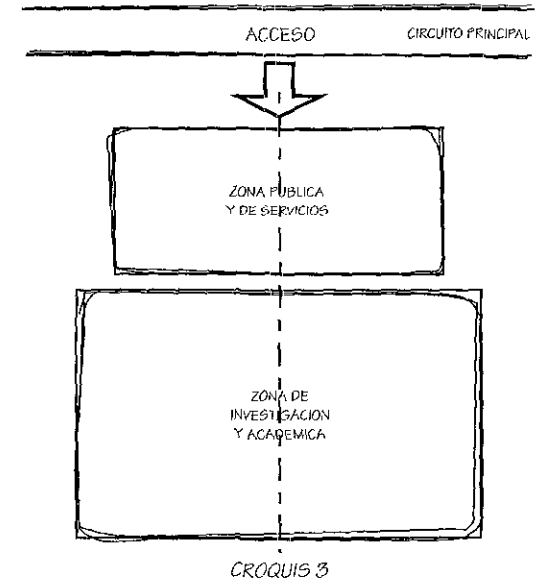 ACCESO
CIRCUITO PRINCIPAL
ZONA PUBLICA
Y DE SERVICIOS
ZONA DE
INVESTIGACION
Y ACADEMICA
CROQUIS 3